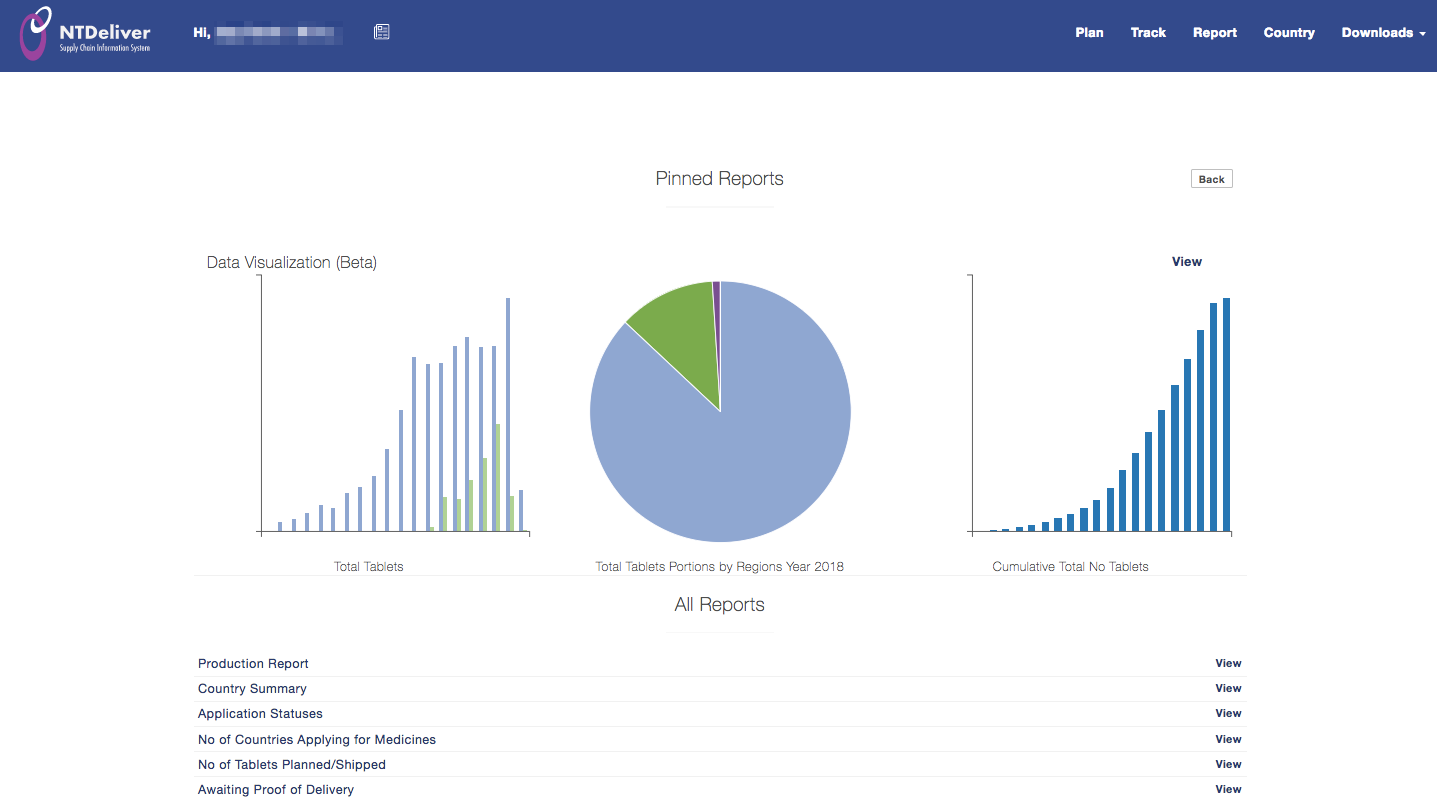 NTDeliver
Supply Chain Information System
Hi,
Plan Track Report Country Downloads
Pinned Reports
Back
Data Visualization (Beta)
View
Total Tablets
Total Tablets Portions by Regions Year 2018
Cumulative Total No Tablets
All Reports
Production Report View
Country Summary View
Application Statuses View
No of Countries Applying for Medicines View
No of Tablets Planned/Shipped View
Awaiting Proof of Delivery View